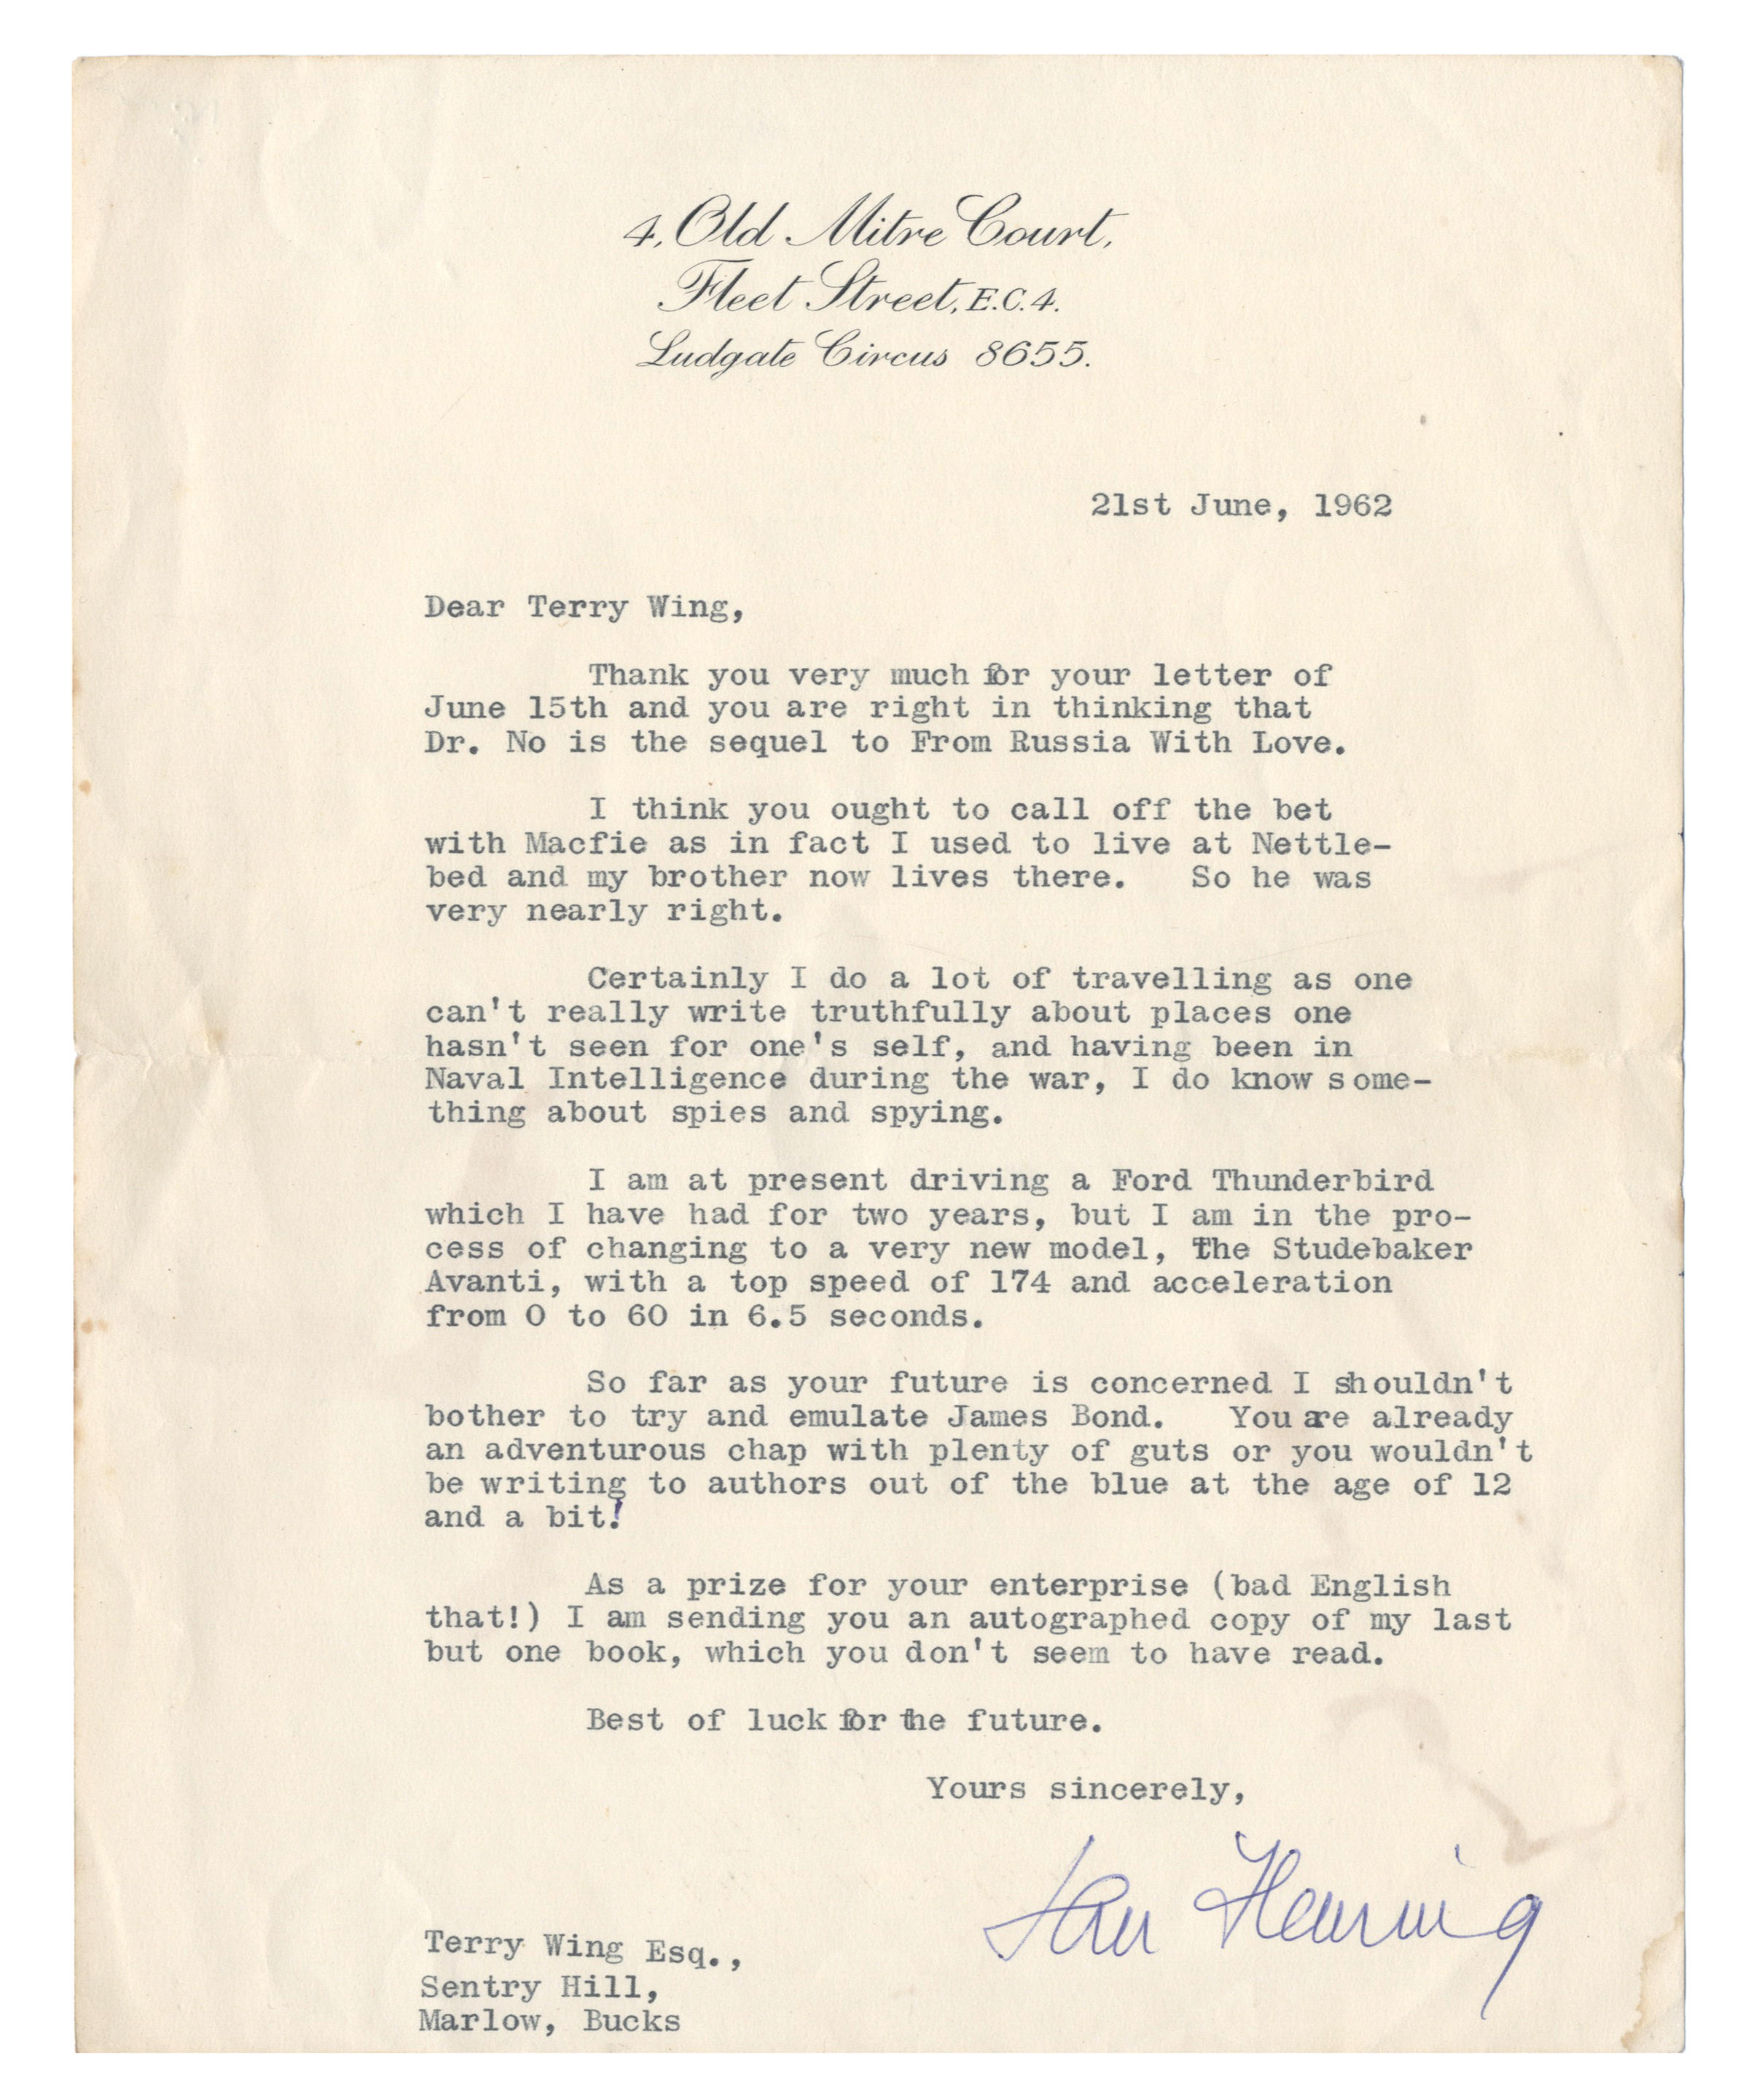 4, Old Mitre Court,
Fleet Street, E.C.4.
Ludgate Circus 8655.
21st June, 1962
Dear Terry Wing,
Thank you very much for your letter of
June 15th and you are right in thinking that
Dr. No is the sequel to From Russia With Love.
I think you ought to call off the bet
with Macfie as in fact I used to live at Nettle-
bed and my brother now lives there. So he was
very nearly right.
Certainly I do a lot of travelling as one
can't really write truthfully about places one
hasn't seen for one's self, and having been in
Naval Intelligence during the war, I do know some-
thing about spies and spying.
I am at present driving a Ford Thunderbird
which I have had for two years, but I am in the pro-
cess of changing to a very new model, the Studebaker
Avanti, with a top speed of 174 and acceleration
from 0 to 60 in 6.5 seconds.
So far as your future is concerned I shouldn't
bother to try and emulate James Bond. You are already
an adventurous chap with plenty of guts or you wouldn't
be writing to authors out of the blue at the age of 12
and a bit!
As a prize for your enterprise (bad English
that!) I am sending you an autographed copy of my last
but one book, which you don't seem to have read.
Best of luck for the future.
Yours sincerely,
Ian Fleming
Terry Wing Esq.,
Sentry Hill,
Marlow, Bucks